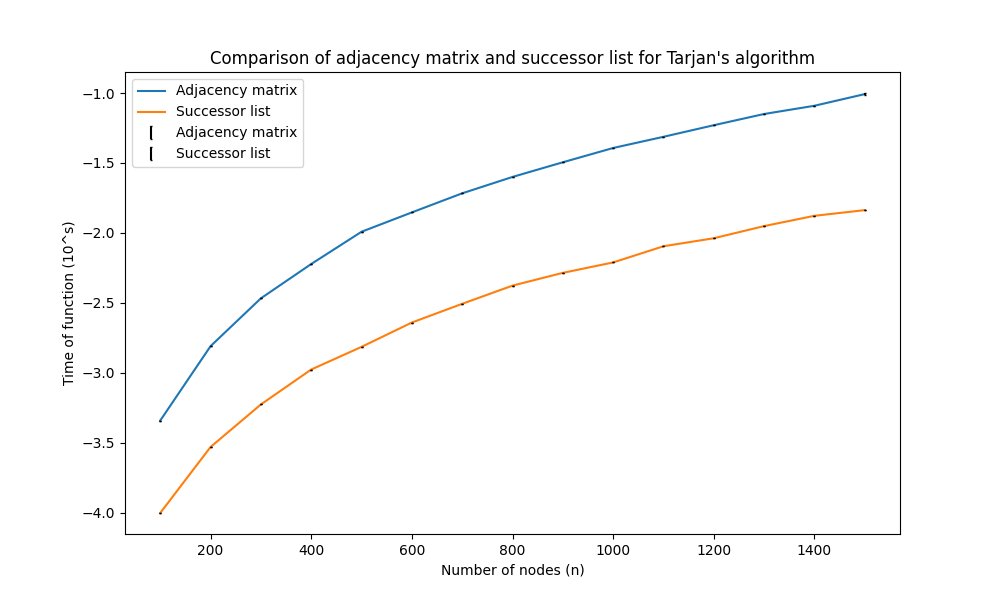 Comparison of adjacency matrix and successor list for Tarjan's algorithm
Adjacency matrix
Successor list
Adjacency matrix
Successor list
Time of function (10^s)
−1.0
−1.5
−2.0
−2.5
−3.0
−3.5
−4.0
200 400 600 800 1000 1200 1400
Number of nodes (n)